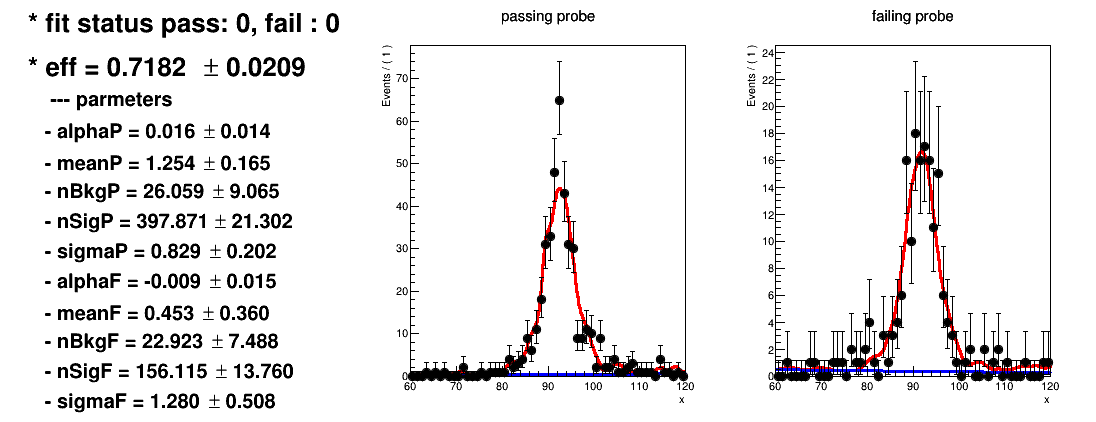 * fit status pass: 0, fail : 0
* eff = 0.7182 ± 0.0209
--- parmeters
- alphaP = 0.016 ± 0.014
- meanP = 1.254 ± 0.165
- nBkgP = 26.059 ± 9.065
- nSigP = 397.871 ± 21.302
- sigmaP = 0.829 ± 0.202
- alphaF = -0.009 ± 0.015
- meanF = 0.453 ± 0.360
- nBkgF = 22.923 ± 7.488
- nSigF = 156.115 ± 13.760
- sigmaF = 1.280 ± 0.508
passing probe
Events / ( 1 )
70
60
50
40
30
20
10
0
60 70 80 90 100 110 120
x
failing probe
Events / ( 1 )
24
22
20
18
16
14
12
10
8
6
4
2
0
60 70 80 90 100 110 120
x